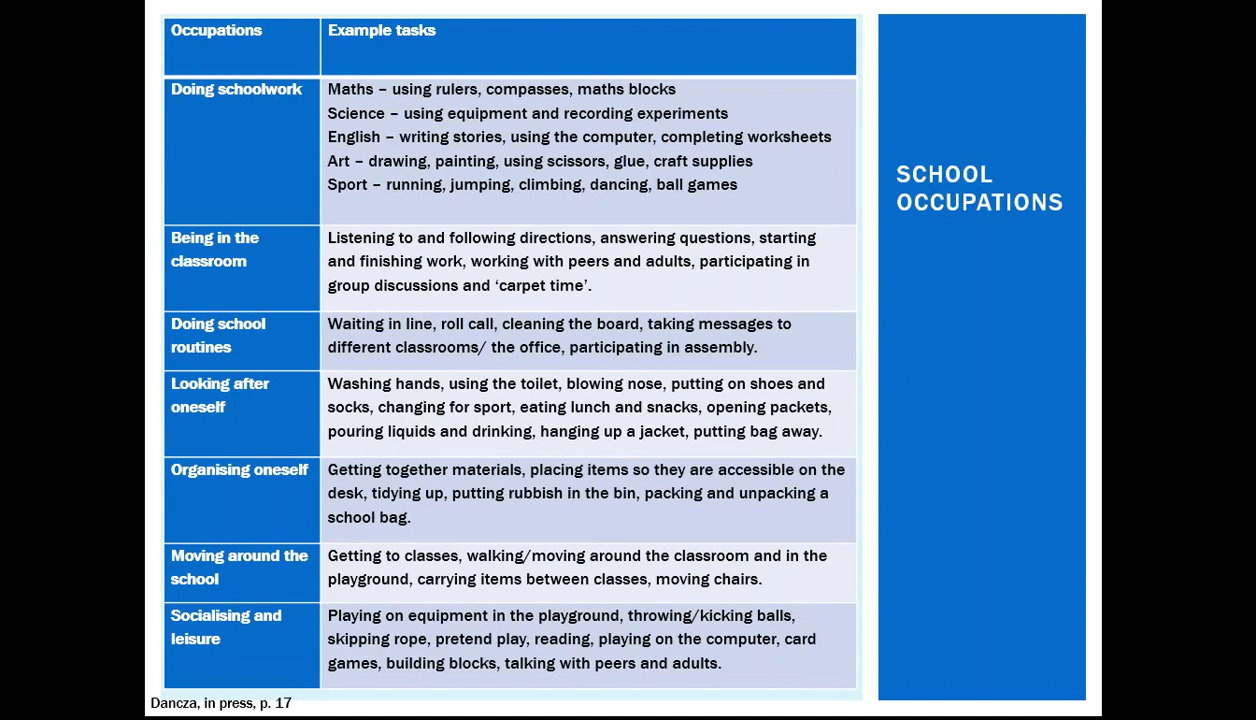 Occupations
Example tasks
Doing schoolwork
Maths – using rulers, compasses, maths blocks
Science – using equipment and recording experiments
English – writing stories, using the computer, completing worksheets
Art – drawing, painting, using scissors, glue, craft supplies
Sport – running, jumping, climbing, dancing, ball games
Being in the
classroom
Listening to and following directions, answering questions, starting
and finishing work, working with peers and adults, participating in
group discussions and ‘carpet time’.
Doing school
routines
Waiting in line, roll call, cleaning the board, taking messages to
different classrooms/ the office, participating in assembly.
Looking after
oneself
Washing hands, using the toilet, blowing nose, putting on shoes and
socks, changing for sport, eating lunch and snacks, opening packets,
pouring liquids and drinking, hanging up a jacket, putting bag away.
Organising oneself
Getting together materials, placing items so they are accessible on the
desk, tidying up, putting rubbish in the bin, packing and unpacking a
school bag.
Moving around the
school
Getting to classes, walking/moving around the classroom and in the
playground, carrying items between classes, moving chairs.
Socialising and
leisure
Playing on equipment in the playground, throwing/kicking balls,
skipping rope, pretend play, reading, playing on the computer, card
games, building blocks, talking with peers and adults.
Dancza, in press, p. 17
SCHOOL
OCCUPATIONS